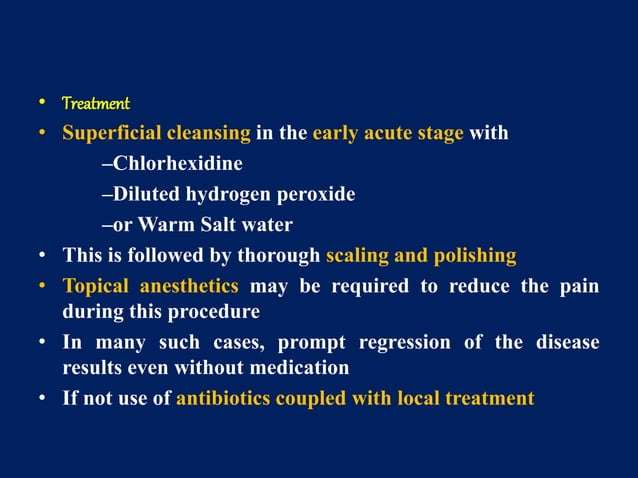 • Treatment
• Superficial cleansing in the early acute stage with
–Chlorhexidine
–Diluted hydrogen peroxide
–or Warm Salt water
• This is followed by thorough scaling and polishing
• Topical anesthetics may be required to reduce the pain
during this procedure
• In many such cases, prompt regression of the disease
results even without medication
• If not use of antibiotics coupled with local treatment